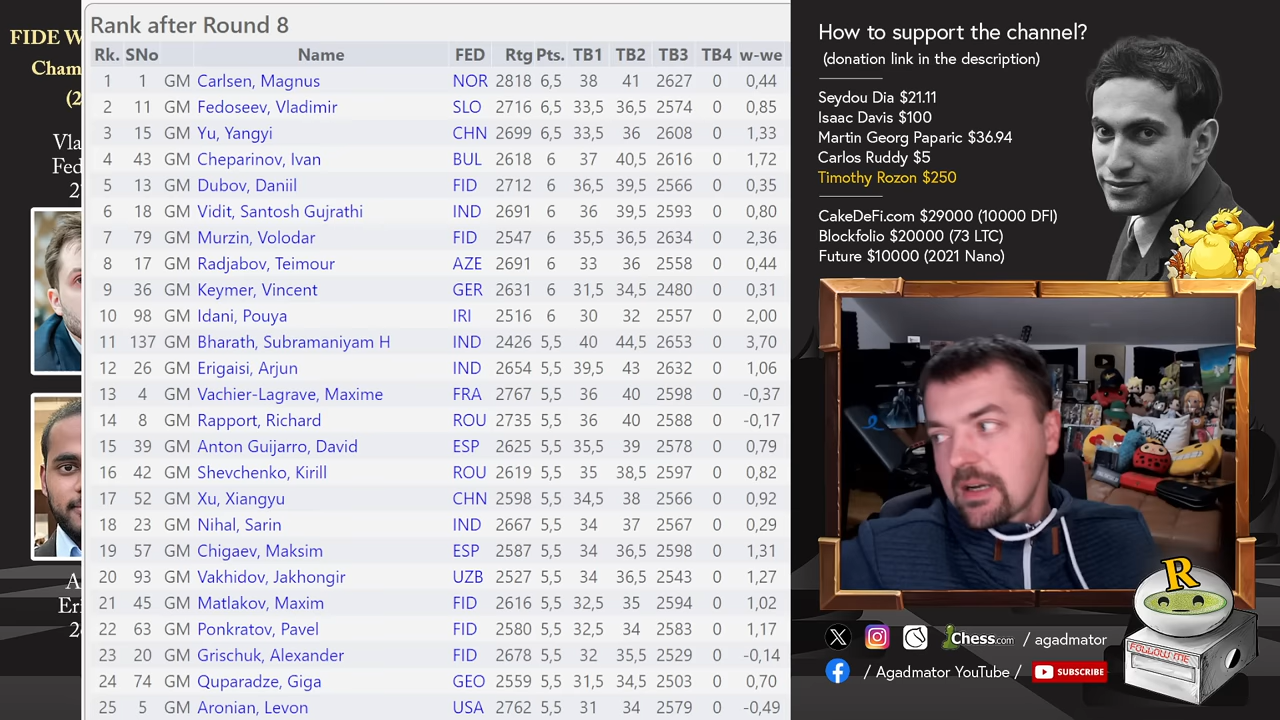 FIDE W
Cham
(2
Vla
Fed
2
A
Eri
2
Rank after Round 8
Rk. SNo Name FED Rtg Pts. TB1 TB2 TB3 TB4 w-we
1 1 GM Carlsen, Magnus NOR 2818 6,5 38 41 2627 0 0,44
2 11 GM Fedoseev, Vladimir SLO 2716 6,5 33,5 36,5 2574 0 0,85
3 15 GM Yu, Yangyi CHN 2699 6,5 33,5 36 2608 0 1,33
4 43 GM Cheparinov, Ivan BUL 2618 6 37 40,5 2616 0 1,72
5 13 GM Dubov, Daniil FID 2712 6 36,5 39,5 2566 0 0,35
6 18 GM Vidit, Santosh Gujrathi IND 2691 6 36 39,5 2593 0 0,80
7 79 GM Murzin, Volodar FID 2547 6 35,5 36,5 2634 0 2,36
8 17 GM Radjabov, Teimour AZE 2691 6 33 36 2558 0 0,44
9 36 GM Keymer, Vincent GER 2631 6 31,5 34,5 2480 0 0,31
10 98 GM Idani, Pouya IRI 2516 6 30 32 2557 0 2,00
11 137 GM Bharath, Subramaniyam H IND 2426 5,5 40 44,5 2653 0 3,70
12 26 GM Erigaisi, Arjun IND 2654 5,5 39,5 43 2632 0 1,06
13 4 GM Vachier-Lagrave, Maxime FRA 2767 5,5 36 40 2598 0 -0,37
14 8 GM Rapport, Richard ROU 2735 5,5 36 40 2588 0 -0,17
15 39 GM Anton Guijarro, David ESP 2625 5,5 35,5 39 2578 0 0,79
16 42 GM Shevchenko, Kirill ROU 2619 5,5 35 38,5 2597 0 0,82
17 52 GM Xu, Xiangyu CHN 2598 5,5 34,5 38 2566 0 0,92
18 23 GM Nihal, Sarin IND 2667 5,5 34 37 2567 0 0,29
19 57 GM Chigaev, Maksim ESP 2587 5,5 34 36,5 2598 0 1,31
20 93 GM Vakhidov, Jakhongir UZB 2527 5,5 34 36,5 2543 0 1,27
21 45 GM Matlakov, Maxim FID 2616 5,5 32,5 35 2594 0 1,02
22 63 GM Ponkratov, Pavel FID 2580 5,5 32,5 34 2583 0 1,17
23 20 GM Grischuk, Alexander FID 2678 5,5 32 35,5 2529 0 -0,14
24 74 GM Quparadze, Giga GEO 2559 5,5 31,5 34,5 2503 0 0,70
25 5 GM Aronian, Levon USA 2762 5,5 31 34 2579 0 -0,49
How to support the channel?
(donation link in the description)
Seydou Dia $21.11
Isaac Davis $100
Martin Georg Paparic $36.94
Carlos Ruddy $5
Timothy Rozon $250
CakeDeFi.com $29000 (10000 DFI)
Blockfolio $20000 (73 LTC)
Future $10000 (2021 Nano)
R
FOLLOW ME
Chess.com / agadmator
/ Agadmator YouTube / SUBSCRIBE